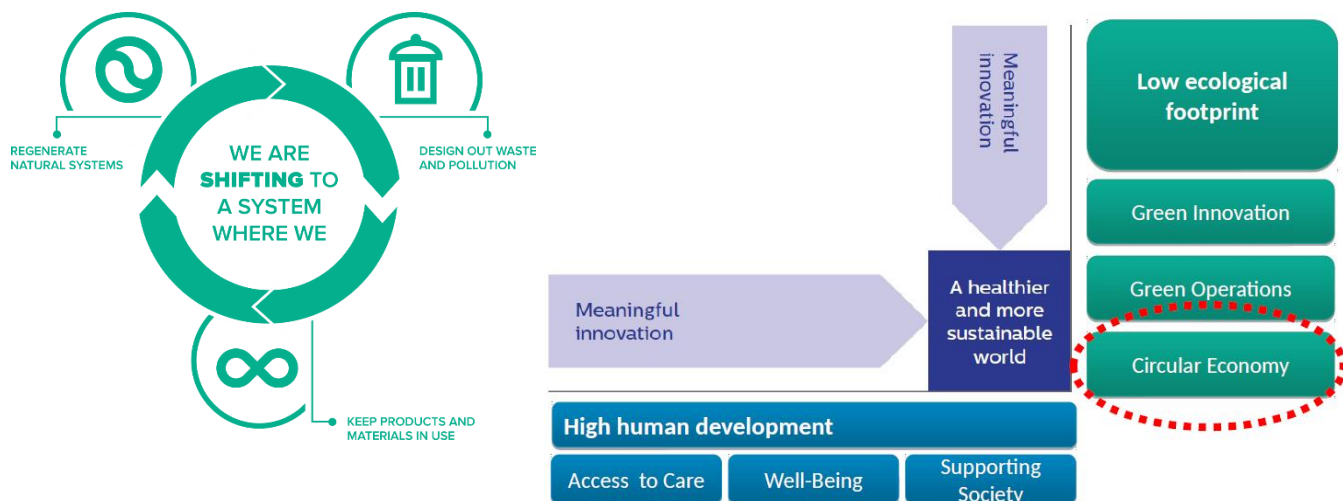 REGENERATE
NATURAL SYSTEMS
DESIGN OUT WASTE
AND POLLUTION
WE ARE
SHIFTING TO
A SYSTEM
WHERE WE
KEEP PRODUCTS AND
MATERIALS IN USE
Meaningful
innovation
Meaningful
innovation
A healthier
and more
sustainable
world
Low ecological
footprint
Green Innovation
Green Operations
Circular Economy
High human development
Access to Care
Well-Being
Supporting
Society